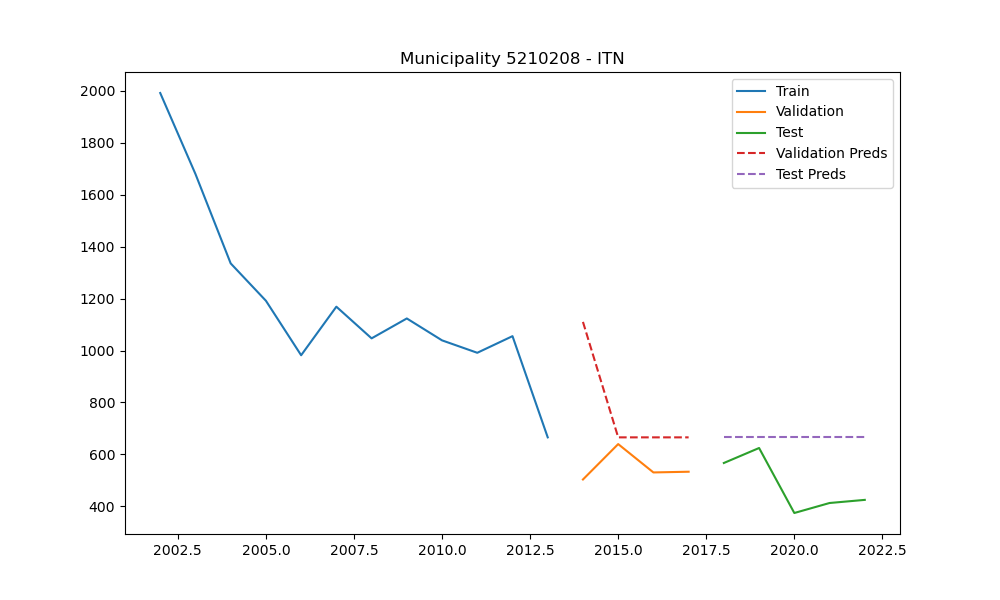 Municipality 5210208 - ITN
Train
Validation
Test
Validation Preds
Test Preds
2000
1800
1600
1400
1200
1000
800
600
400
2002.5 2005.0 2007.5 2010.0 2012.5 2015.0 2017.5 2020.0 2022.5